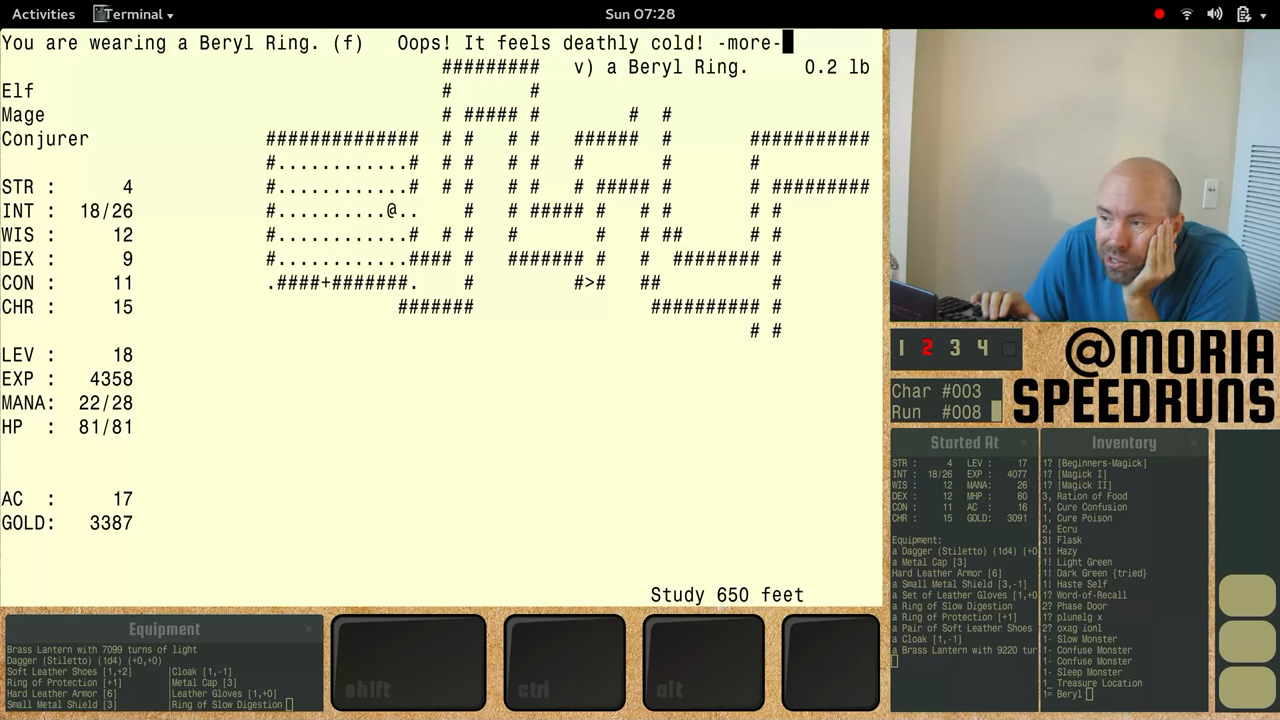 Activities Terminal Sun 07:28
You are wearing a Beryl Ring. (f) Oops! It feels deathly cold! -more-
######### v) a Beryl Ring. 0.2 lb
Elf # #
Mage # ##### # # #
Conjurer ############## # # # # ###### # ###########
#............# # # # # # # #
STR : 4 #............# # # # # # ##### # #########
INT : 18/26 #..........@.. # # ##### # # # # #
WIS : 12 #............# # # # # # ## # #
DEX : 9 #............#### # ####### # # ######## #
CON : 11 .####+#######. # #># ## #
CHR : 15 ####### ########## #
# #
LEV : 18
EXP : 4358
MANA: 22/28
HP : 81/81
AC : 17
GOLD: 3387
Study 650 feet
1 2 3 4
Char #003
Run #008
@MORIA
SPEEDRUNS
Started At
STR : 4 LEV : 17
INT : 18/26 EXP : 4077
WIS : 12 MANA: 26
DEX : 12 MHP : 80
CON : 11 AC : 16
CHR : 15 GOLD: 3091
Equipment:
a Dagger (Stiletto) (1d4) (+0
a Metal Cap [3]
Hard Leather Armor [6]
a Small Metal Shield [3,-1]
a Set of Leather Gloves [1,+0
a Ring of Slow Digestion
a Ring of Protection [+1]
a Pair of Soft Leather Shoes
a Cloak [1,-1]
a Brass Lantern with 9220 tur
Inventory
1? [Beginners-Magick]
1? [Magick I]
1? [Magick II]
3, Ration of Food
1, Cure Confusion
1, Cure Poison
2, Ecru
3! Flask
1! Hazy
1! Light Green
1! Dark Green {tried}
1! Haste Self
1? Word-of-Recall
2? Phase Door
1? plunelg x
2? oxag ionl
1- Slow Monster
1- Confuse Monster
1- Confuse Monster
1- Sleep Monster
1_ Treasure Location
1= Beryl
Equipment
Brass Lantern with 7099 turns of light
Dagger (Stiletto) (1d4) (+0,+0)
Soft Leather Shoes [1,+2] |Cloak [1,-1]
Ring of Protection [+1] |Metal Cap [3]
Hard Leather Armor [6] |Leather Gloves [1,+0]
Small Metal Shield [3] |Ring of Slow Digestion
shift ctrl alt